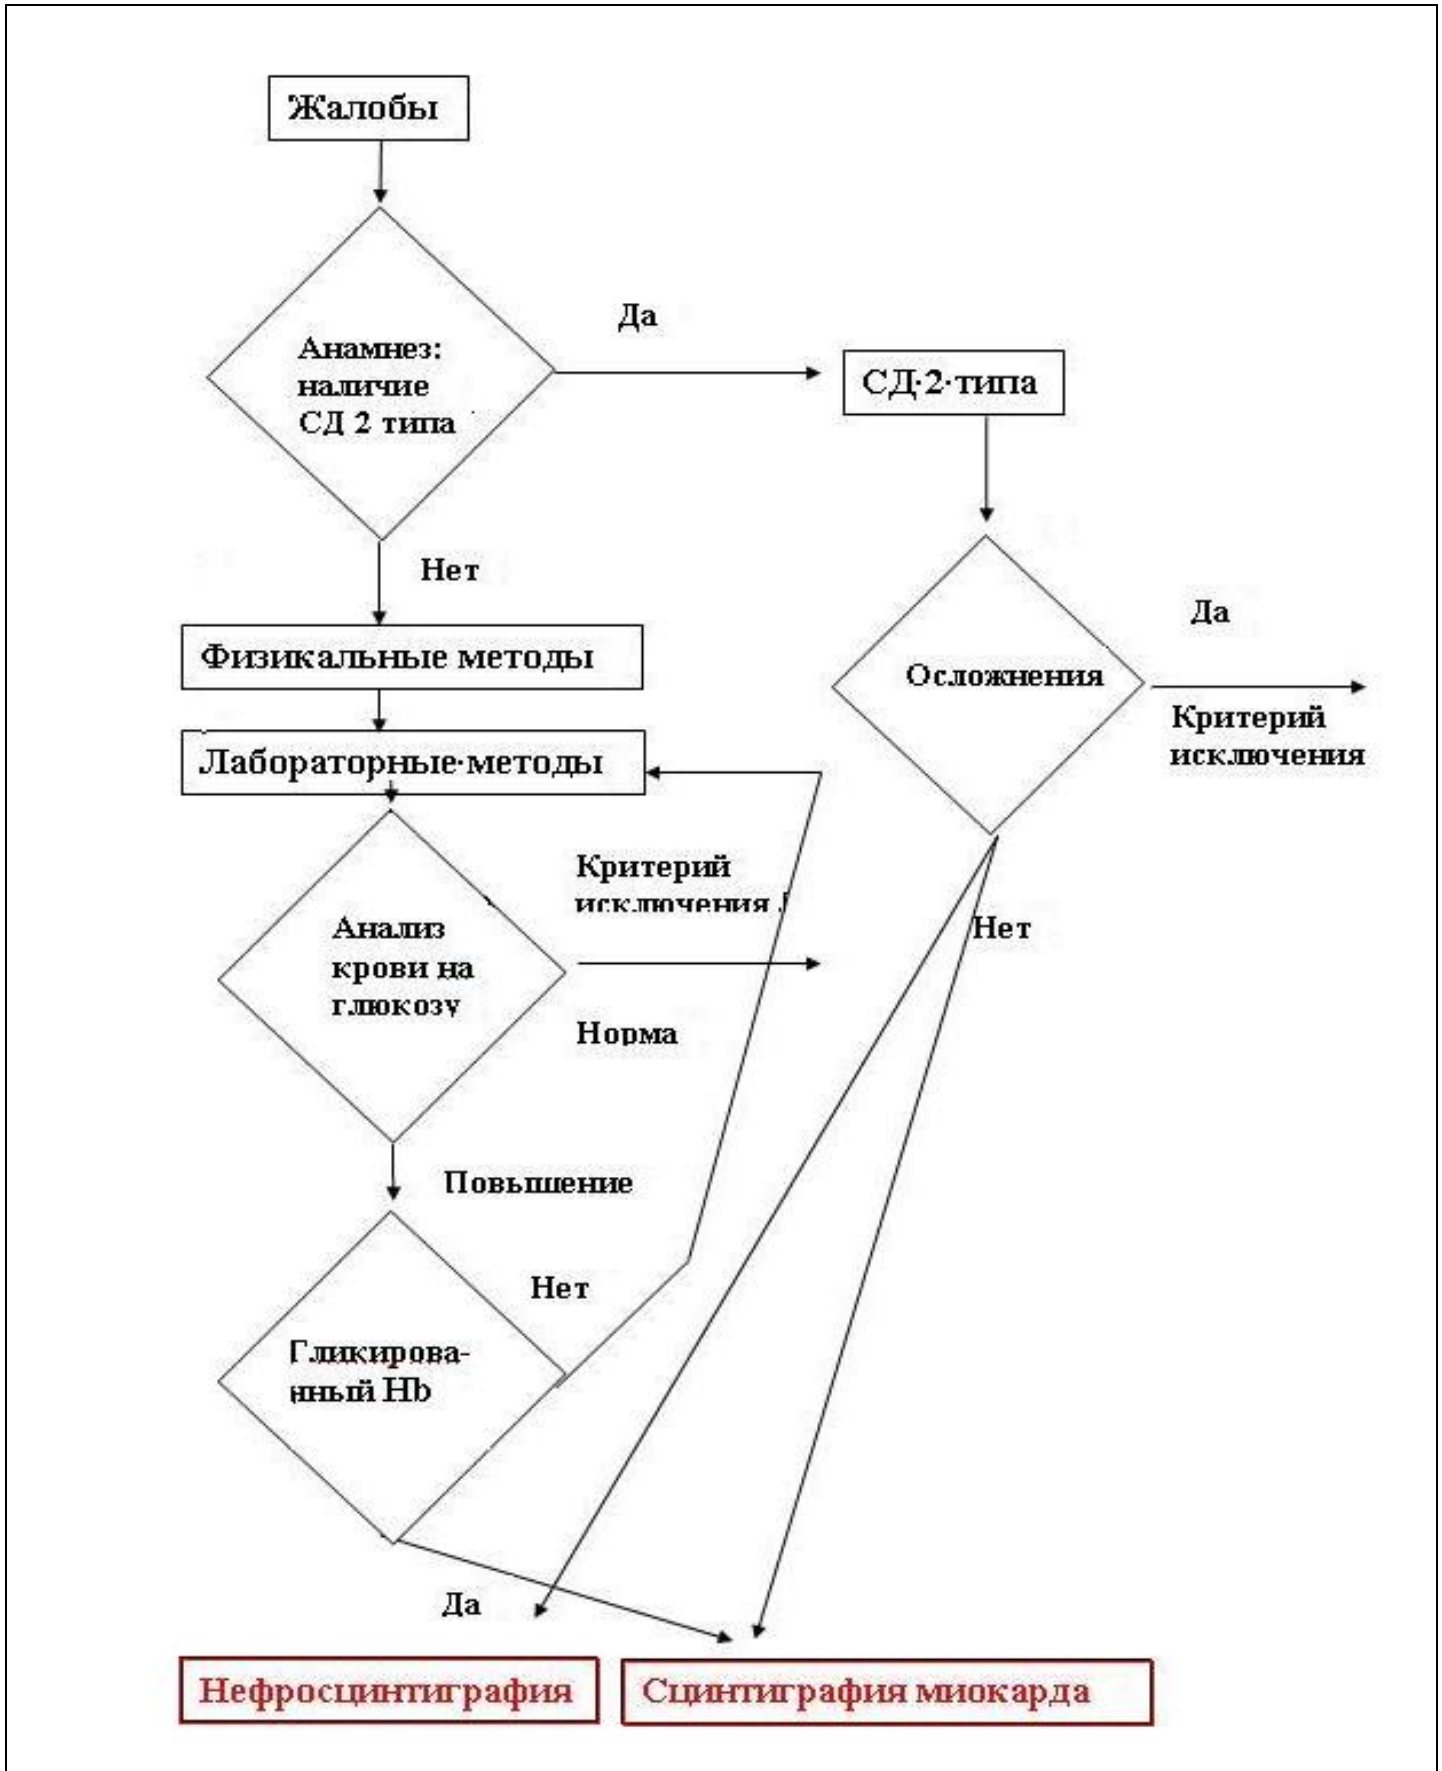 Жалобы
Да
Анамнез:
наличие
СД 2 типа
СД·2·типа
Нет
Да
Физикальные методы
Осложнения
Критерий
исключения
Лабораторные·методы
Критерий
исключения
Анализ
крови на
глюкозу
Нет
Норма
Повышение
Нет
Гликирова-
нный Hb
Да
Нефросцинтиграфия
Сцинтиграфия миокарда